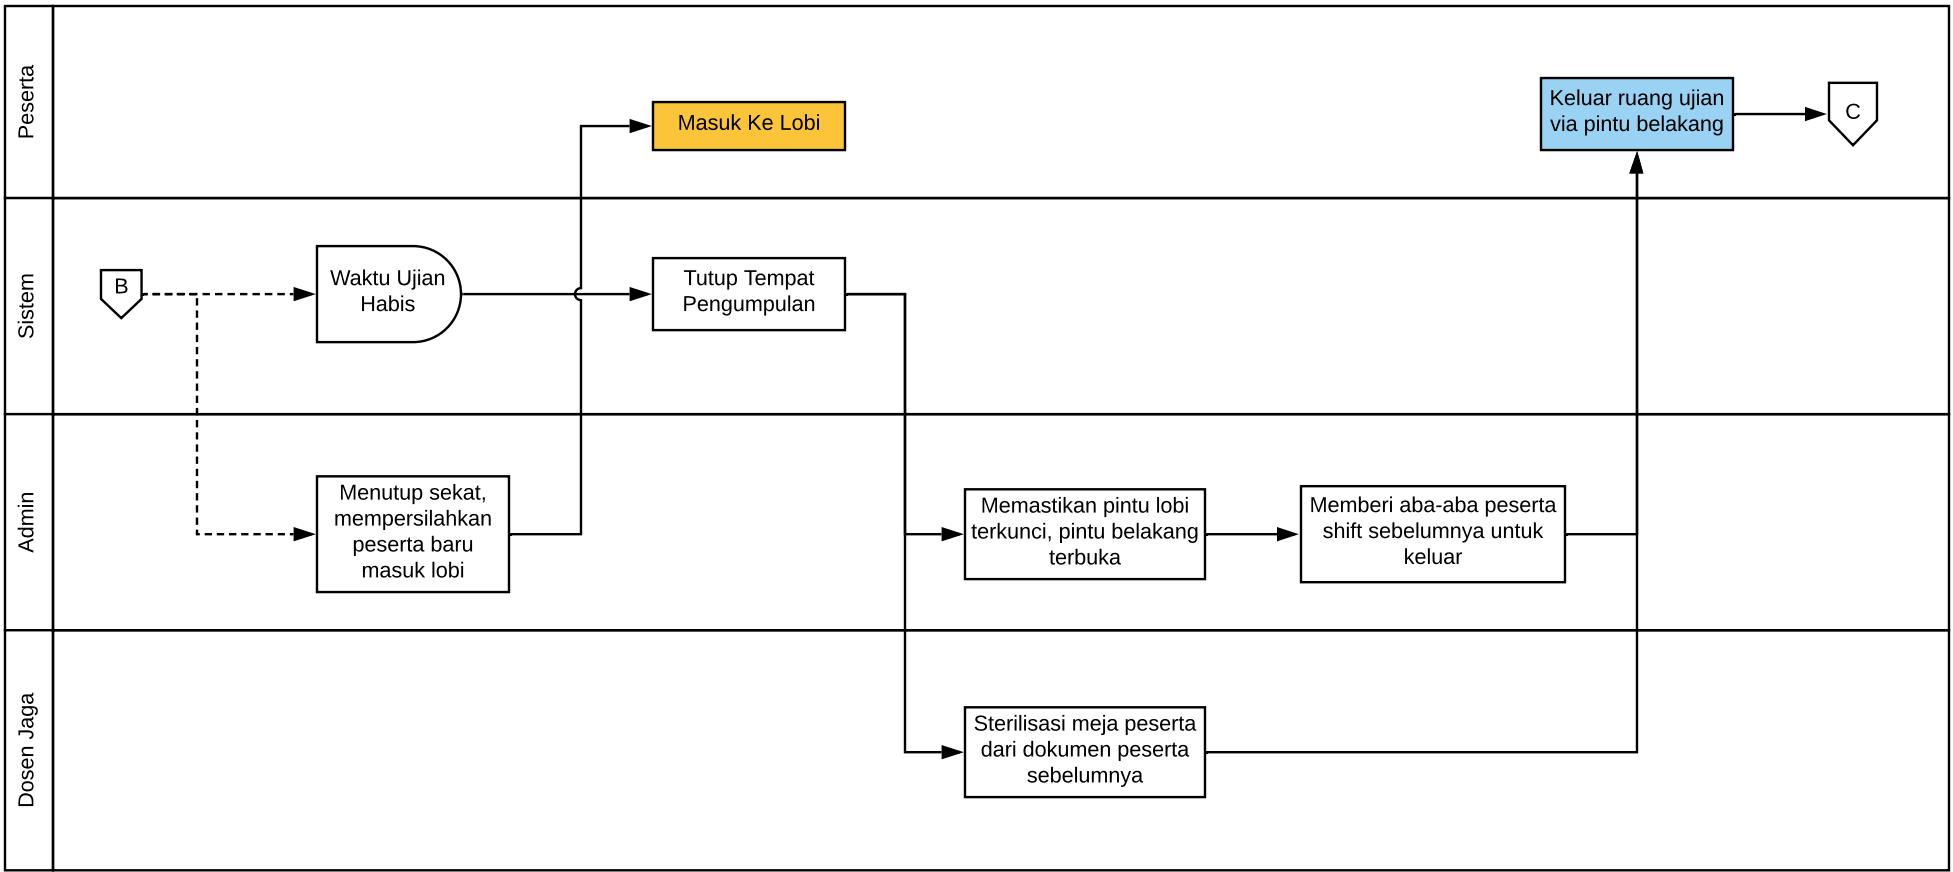 Peserta
Masuk Ke Lobi
Keluar ruang ujian
via pintu belakang
C
Sistem
B
Waktu Ujian
Habis
Tutup Tempat
Pengumpulan
Admin
Menutup sekat,
mempersilahkan
peserta baru
masuk lobi
Memastikan pintu lobi
terkunci, pintu belakang
terbuka
Memberi aba-aba peserta
shift sebelumnya untuk
keluar
Dosen Jaga
Sterilisasi meja peserta
dari dokumen peserta
sebelumnya